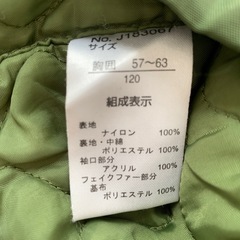 No. J183067
サイズ
胸囲 57~63
120
組成表示
表地
ナイロン 100%
裏地・中綿
ポリエステル 100%
袖口部分
アクリル 100%
フェイクファー部分
基布
ポリエステル 100%